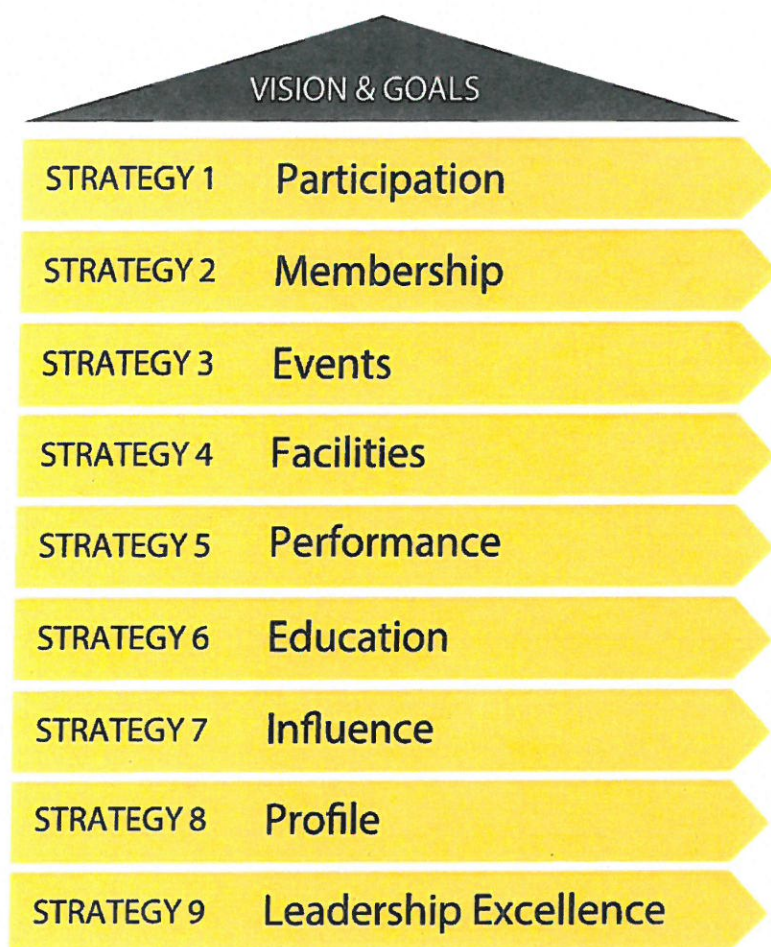 VISION & GOALS
STRATEGY 1 Participation
STRATEGY 2 Membership
STRATEGY 3 Events
STRATEGY 4 Facilities
STRATEGY 5 Performance
STRATEGY 6 Education
STRATEGY 7 Influence
STRATEGY 8 Profile
STRATEGY 9 Leadership Excellence